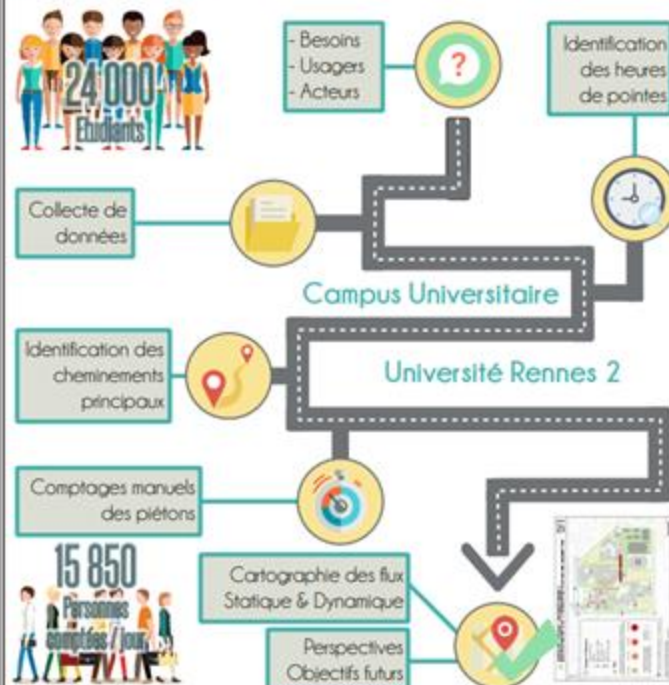 24 000
Etudiants
- Besoins
- Usagers
- Acteurs
?
Identification
des heures
de pointes
Collecte de
données
Campus Universitaire
Identification des
cheminements
principaux
Université Rennes 2
Comptages manuels
des piétons
15 850
Personnes
comptées / jour
Cartographie des flux
Statique & Dynamique
Perspectives
Objectifs futurs